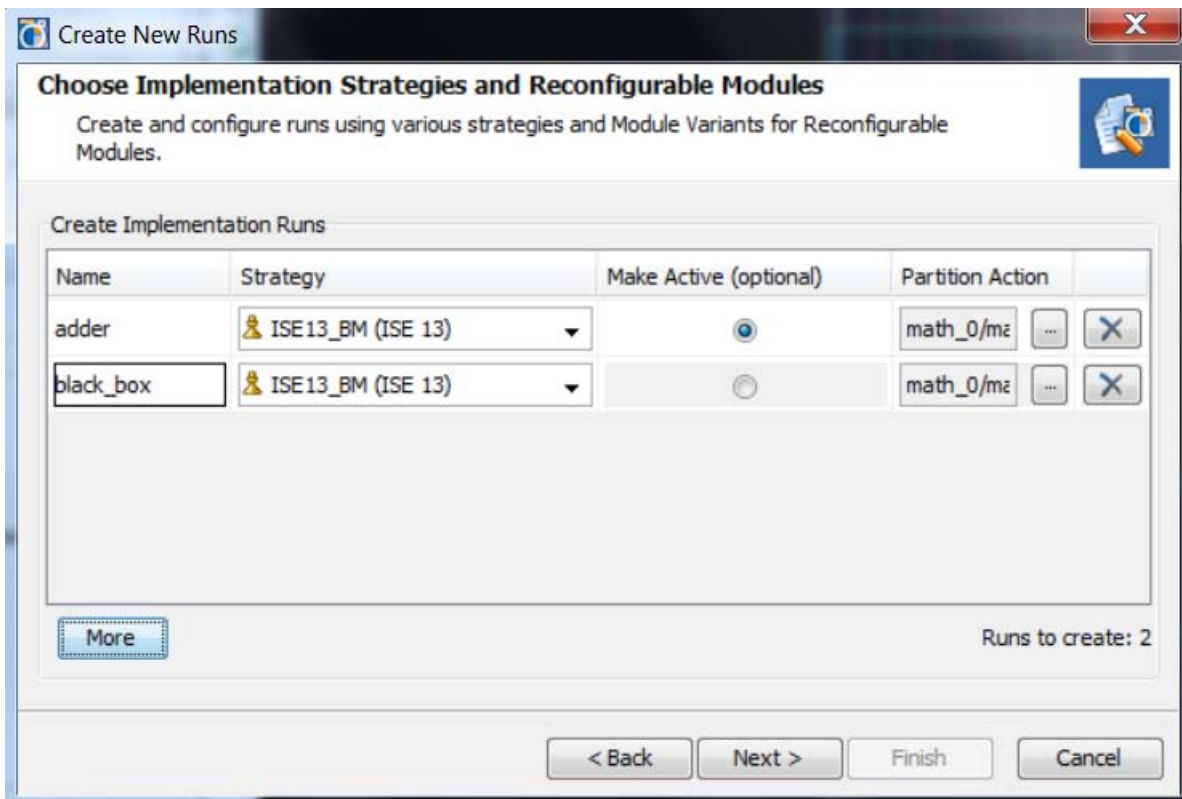 Create New Runs
X
Choose Implementation Strategies and Reconfigurable Modules
Create and configure runs using various strategies and Module Variants for Reconfigurable
Modules.
Create Implementation Runs
Name Strategy Make Active (optional) Partition Action
adder ISE13_BM (ISE 13) math_0/ma ...
black_box ISE13_BM (ISE 13) math_0/ma ...
More Runs to create: 2
< Back Next > Finish Cancel